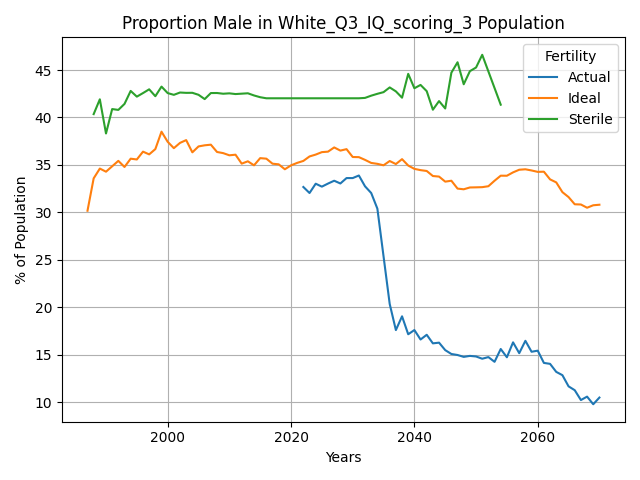 Proportion Male in White_Q3_IQ_scoring_3 Population
% of Population
45
40
35
30
25
20
15
10
Fertility
Actual
Ideal
Sterile
2000
2020
2040
2060
Years